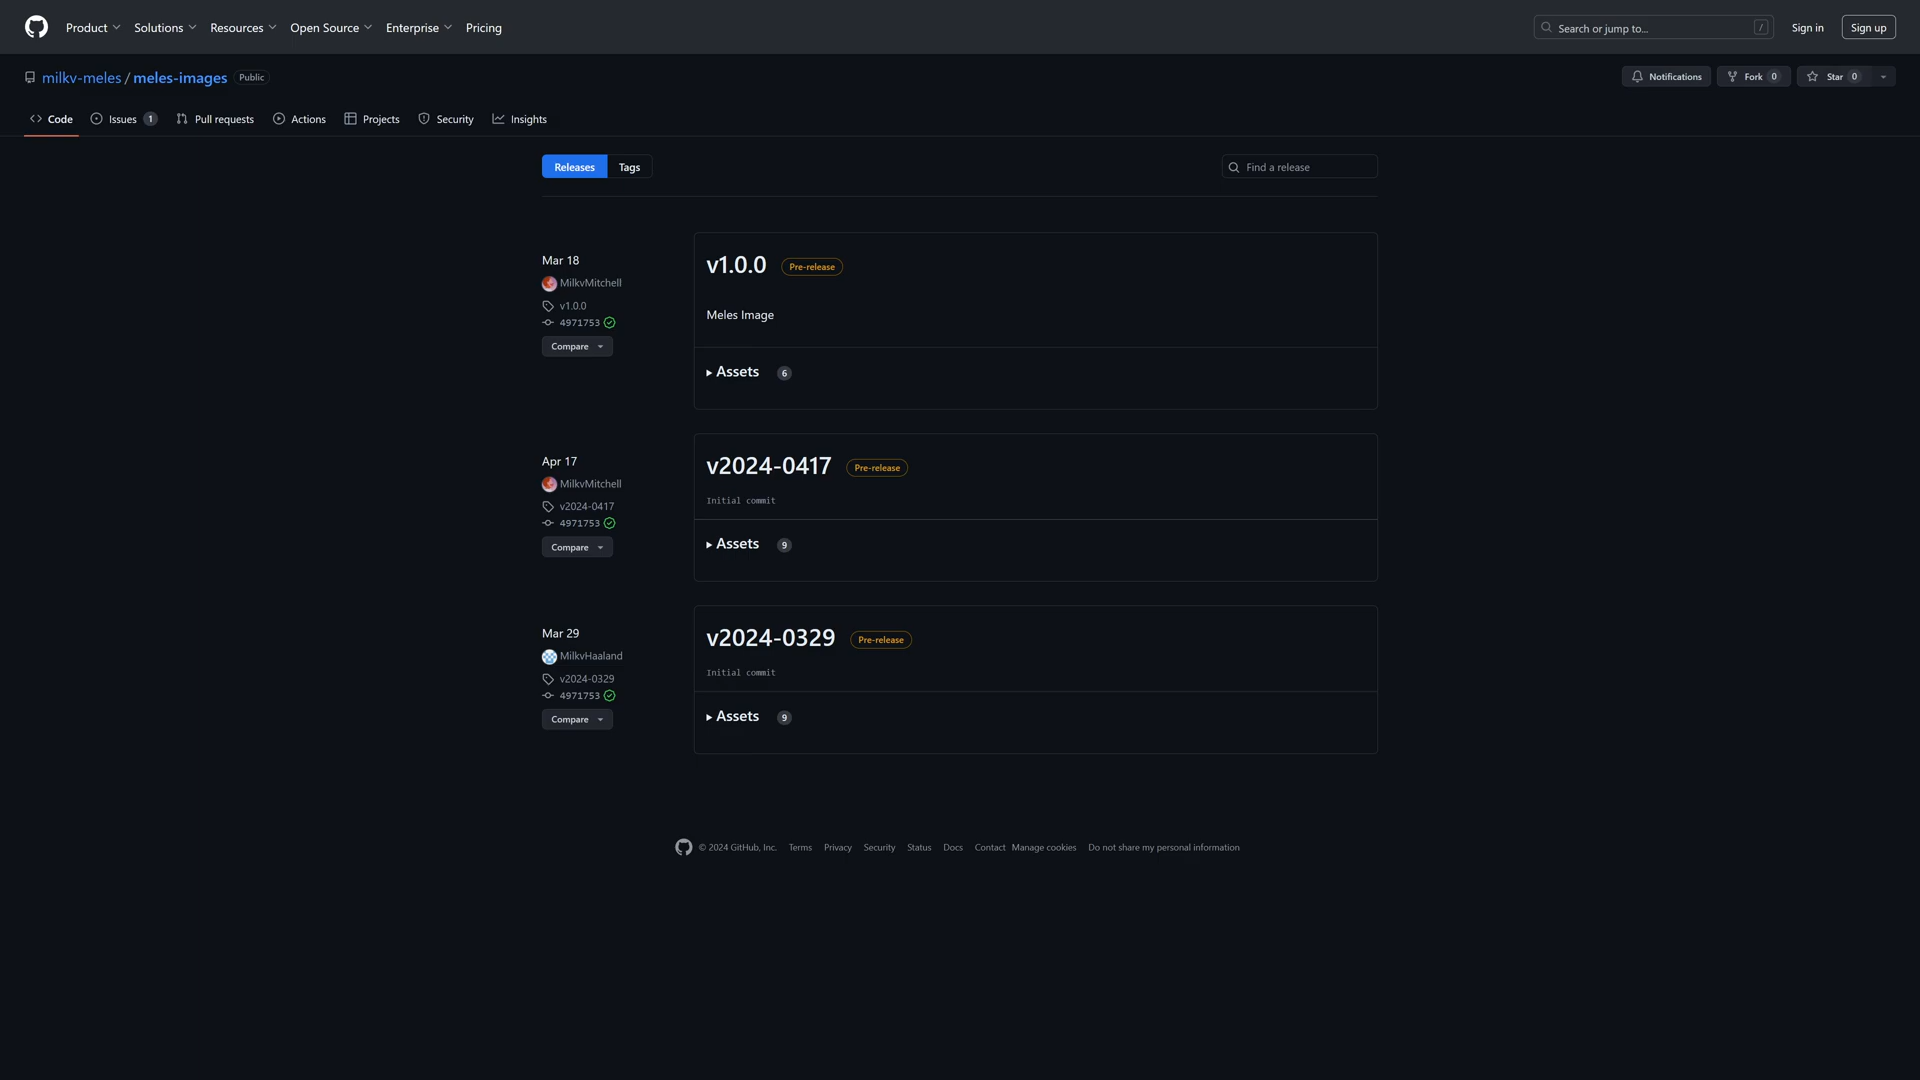 Product Solutions Resources Open Source Enterprise Pricing Search or jump to... / Sign in Sign up
milkv-meles / meles-images Public Notifications Fork 0 Star 0
Code Issues 1 Pull requests Actions Projects Security Insights
Releases Tags Find a release
Mar 18
MilkvMitchell
v1.0.0
4971753
Compare
v1.0.0 Pre-release
Meles Image
Assets 6
Apr 17
MilkvMitchell
v2024-0417
4971753
Compare
v2024-0417 Pre-release
Initial commit
Assets 9
Mar 29
MilkvHaaland
v2024-0329
4971753
Compare
v2024-0329 Pre-release
Initial commit
Assets 9
© 2024 GitHub, Inc. Terms Privacy Security Status Docs Contact Manage cookies Do not share my personal information